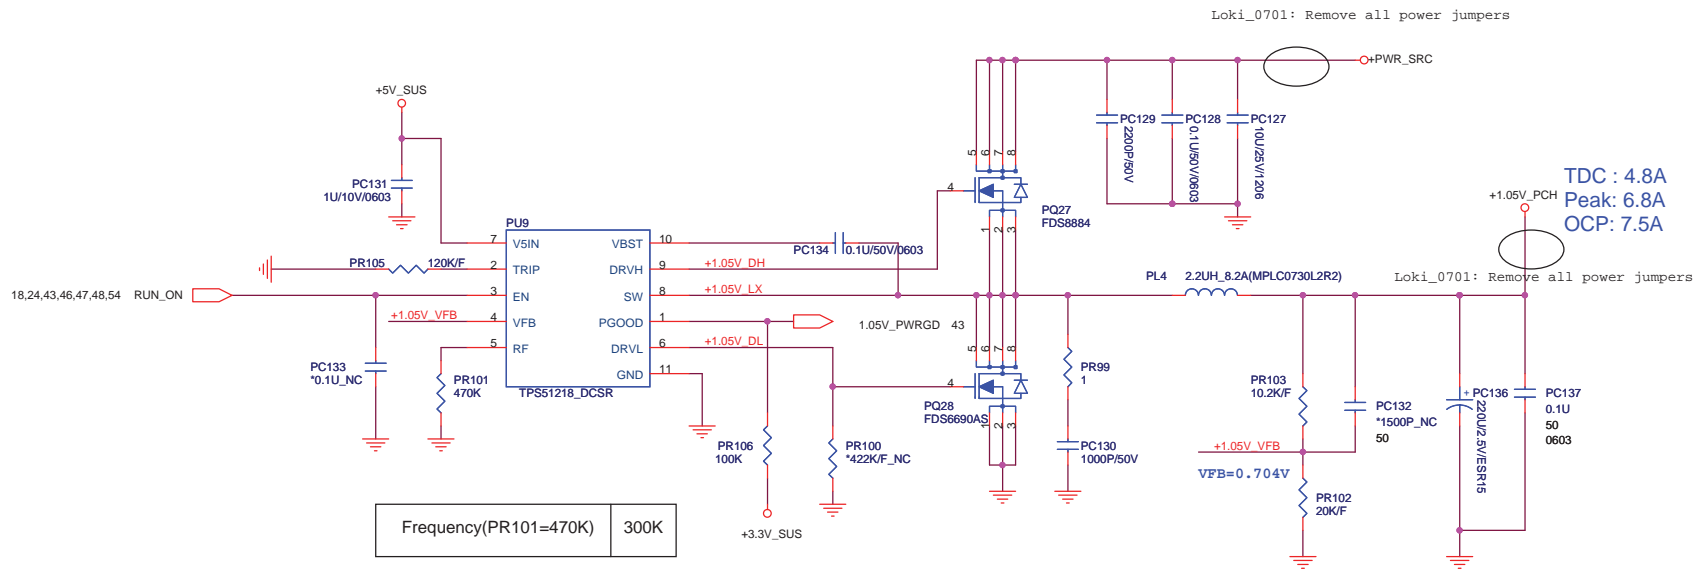 Loki_0701: Remove all power jumpers
+PWR_SRC
+5V_SUS
PC129
2200P/50V
PC128
0.1U/50V/0603
PC127
10U/25V/1206
5
6
7
8
4
PQ27
FDS8884
1
2
3
TDC : 4.8A
Peak: 6.8A
OCP: 7.5A
+1.05V_PCH
PC131
1U/10V/0603
PU9
7
V5IN
VBST
10
PC134
0.1U/50V/0603
PR105
120K/F
2
TRIP
DRVH
9
+1.05V_DH
PL4
2.2UH_8.2A(MPLC0730L2R2)
Loki_0701: Remove all power jumpers
18,24,43,46,47,48,54
RUN_ON
3
EN
SW
8
+1.05V_LX
+1.05V_VFB
4
VFB
PGOOD
1
1.05V_PWRGD
43
5
RF
DRVL
6
+1.05V_DL
GND
11
TPS51218_DCSR
PC133
*0.1U_NC
PR101
470K
5
6
7
8
4
PQ28
FDS6690AS
1
2
3
PR99
1
PC130
1000P/50V
PR103
10.2K/F
PC132
*1500P_NC
50
PC136
+
220U/2.5V/ESR15
PC137
0.1U
50
0603
+1.05V_VFB
VFB=0.704V
PR102
20K/F
PR106
100K
PR100
*422K/F_NC
+3.3V_SUS
Frequency(PR101=470K)
300K